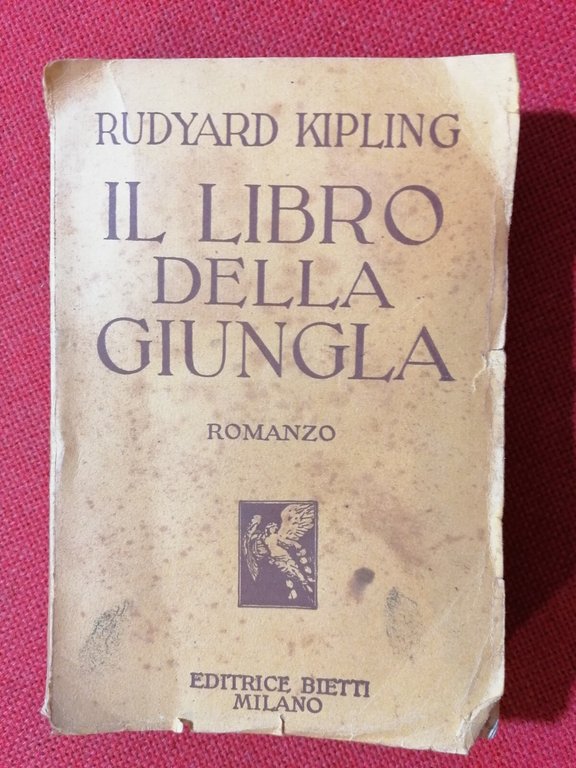 RUDYARD KIPLING
IL LIBRO
DELLA
GIUNGLA
ROMANZO
EDITRICE BIETTI
MILANO